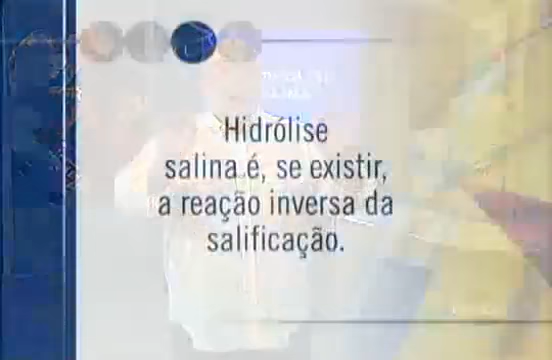 Hidrólise
salina é, se existir,
a reação inversa da
salificação.